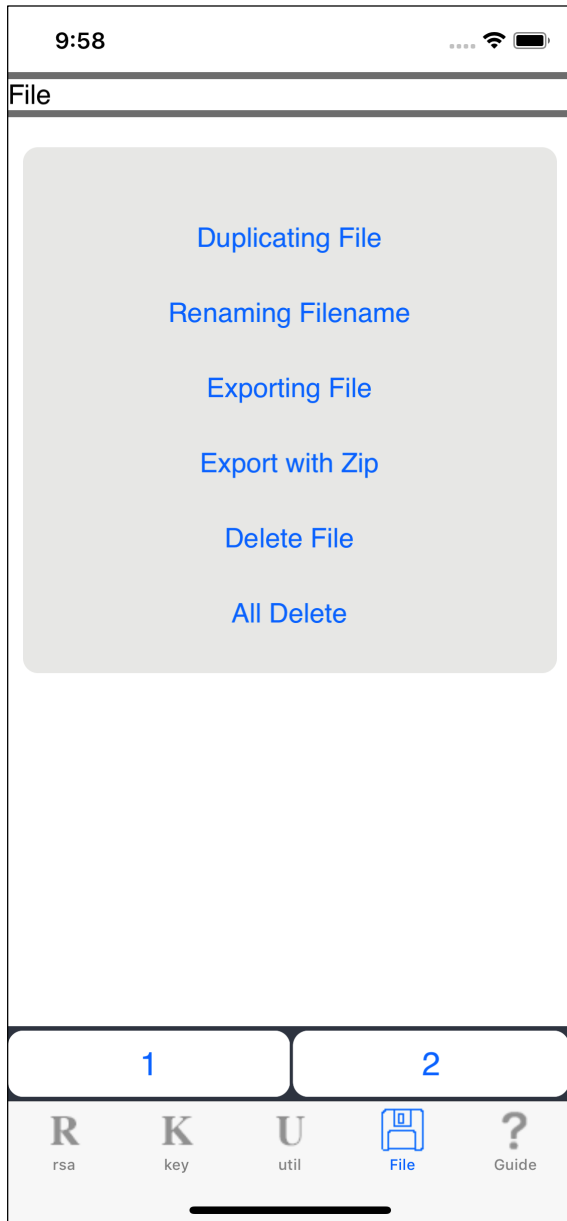 9:58
File
Duplicating File
Renaming Filename
Exporting File
Export with Zip
Delete File
All Delete
1 2
R K U ?
rsa key util File Guide